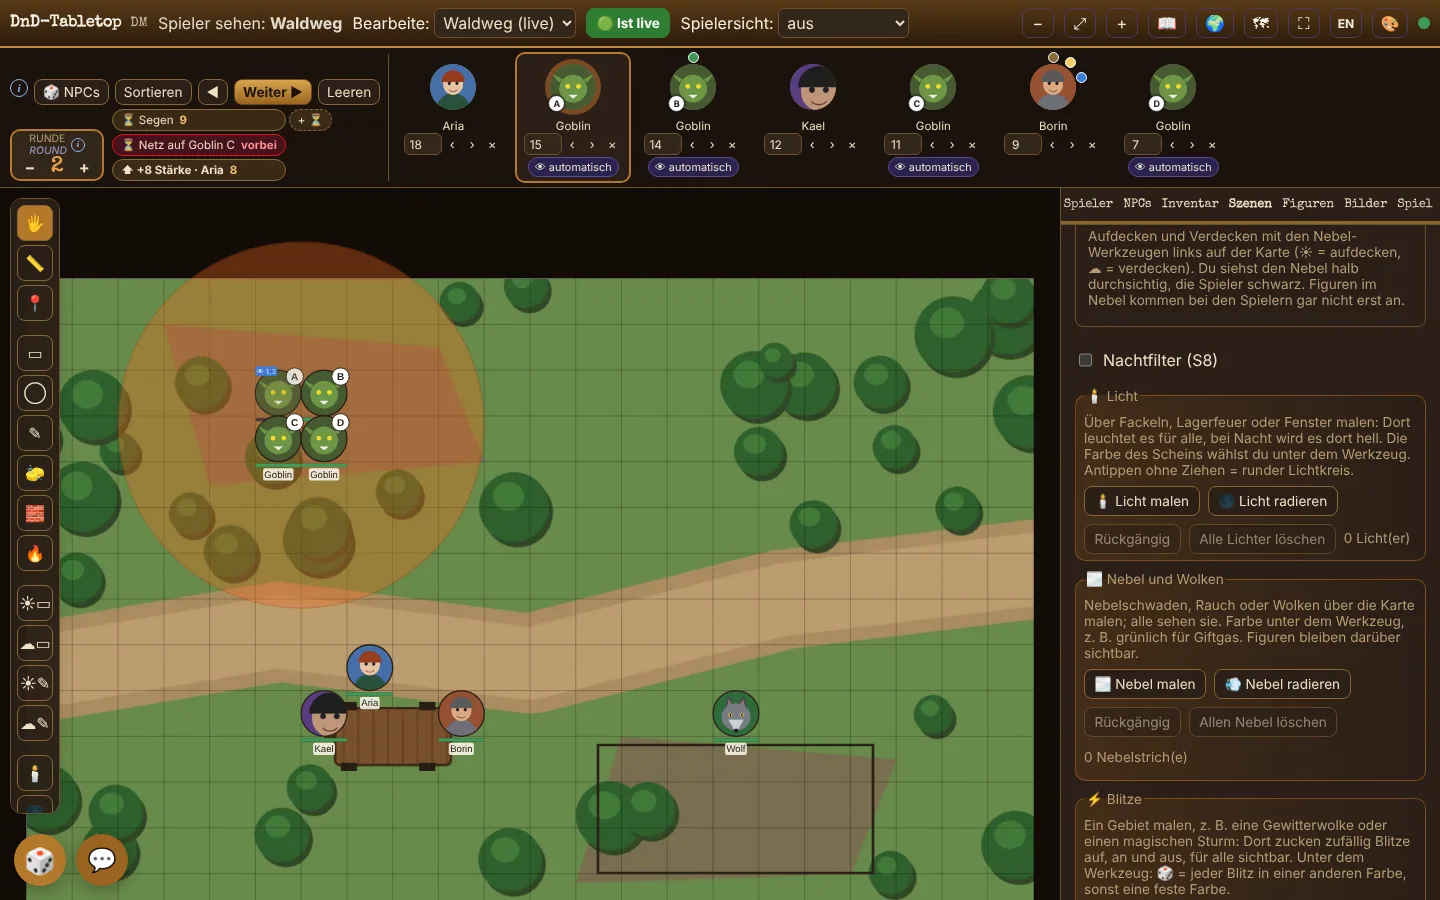 DnD-Tabletop DM Spieler sehen: Waldweg Bearbeite: Waldweg (live) Ist live Spielersicht: aus EN
NPCs Sortieren Weiter Leeren
RUNDE
ROUND
2
Segen 9
Netz auf Goblin C vorbei
+8 Stärke · Aria 8
Aria
18
A
Goblin
15
automatisch
B
Goblin
14
automatisch
Kael
12
C
Goblin
11
automatisch
Borin
9
D
Goblin
7
automatisch
Spieler NPCs Inventar Szenen Figuren Bilder Spiel
Aufdecken und Verdecken mit den Nebel-
Werkzeugen links auf der Karte (☀ = aufdecken,
☁ = verdecken). Du siehst den Nebel halb
durchsichtig, die Spieler schwarz. Figuren im
Nebel kommen bei den Spielern gar nicht erst an.
Nachtfilter (S8)
Licht
Über Fackeln, Lagerfeuer oder Fenster malen: Dort
leuchtet es für alle, bei Nacht wird es dort hell. Die
Farbe des Scheins wählst du unter dem Werkzeug.
Antippen ohne Ziehen = runder Lichtkreis.
Licht malen Licht radieren
Rückgängig Alle Lichter löschen 0 Licht(er)
Nebel und Wolken
Nebelschwaden, Rauch oder Wolken über die Karte
malen; alle sehen sie. Farbe unter dem Werkzeug,
z. B. grünlich für Giftgas. Figuren bleiben darüber
sichtbar.
Nebel malen Nebel radieren
Rückgängig Allen Nebel löschen
0 Nebelstrich(e)
Blitze
Ein Gebiet malen, z. B. eine Gewitterwolke oder
einen magischen Sturm: Dort zucken zufällig Blitze
auf, an und aus, für alle sichtbar. Unter dem
Werkzeug: 🎲 = jeder Blitz in einer anderen Farbe,
sonst eine feste Farbe.
1,3
A B
C D
Goblin Goblin
Aria
Kael Borin Wolf